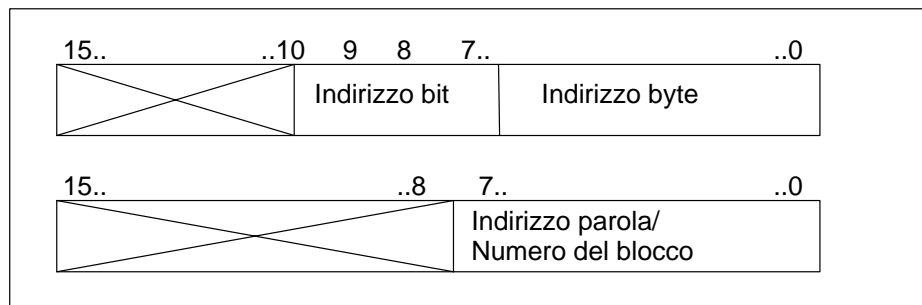 15.. ..10 9 8 7.. ..0
Indirizzo bit Indirizzo byte
15.. ..8 7.. ..0
Indirizzo parola/
Numero del blocco